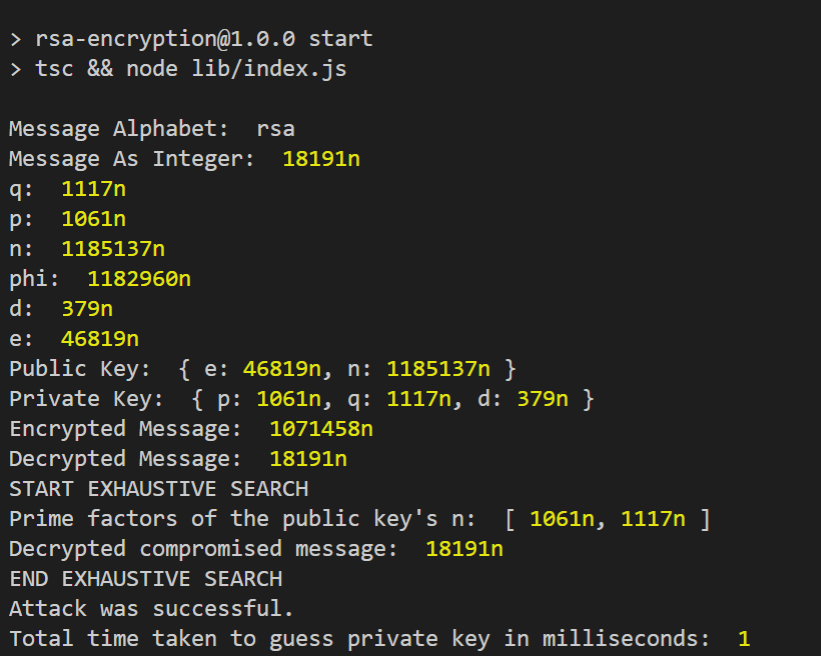 > rsa-encryption@1.0.0 start
> tsc && node lib/index.js
Message Alphabet:  rsa
Message As Integer:  18191n
q:  1117n
p:  1061n
n:  1185137n
phi:  1182960n
d:  379n
e:  46819n
Public Key:  { e: 46819n, n: 1185137n }
Private Key:  { p: 1061n, q: 1117n, d: 379n }
Encrypted Message:  1071458n
Decrypted Message:  18191n
START EXHAUSTIVE SEARCH
Prime factors of the public key's n:  [ 1061n, 1117n ]
Decrypted compromised message:  18191n
END EXHAUSTIVE SEARCH
Attack was successful.
Total time taken to guess private key in milliseconds:  1